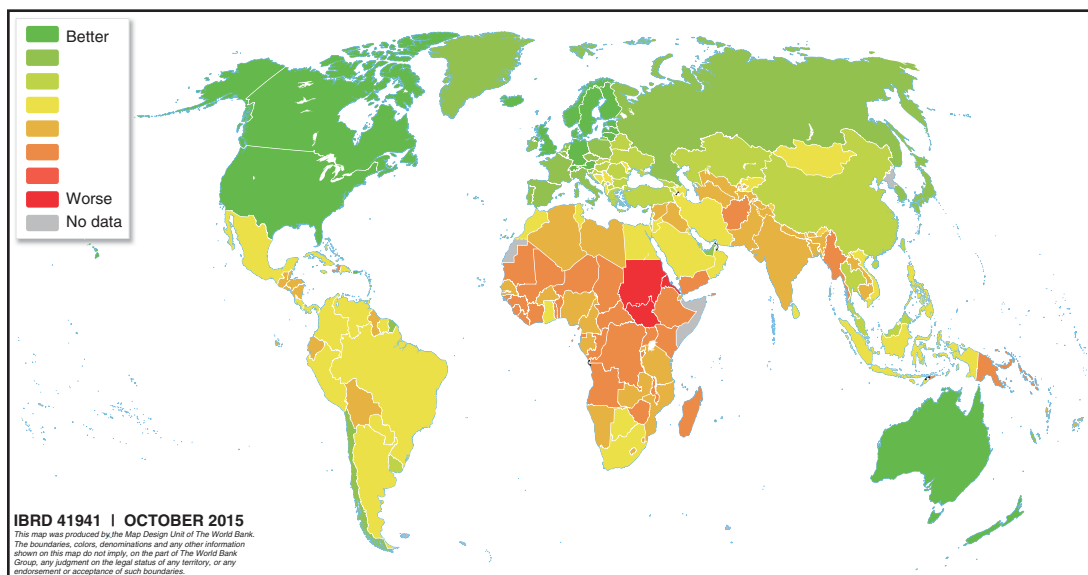 Better
Worse
No data
IBRD 41941 | OCTOBER 2015
This map was produced by the Map Design Unit of The World Bank.
The boundaries, colors, denominations and any other information
shown on this map do not imply, on the part of The World Bank
Group, any judgment on the legal status of any territory, or any
endorsement or acceptance of such boundaries.